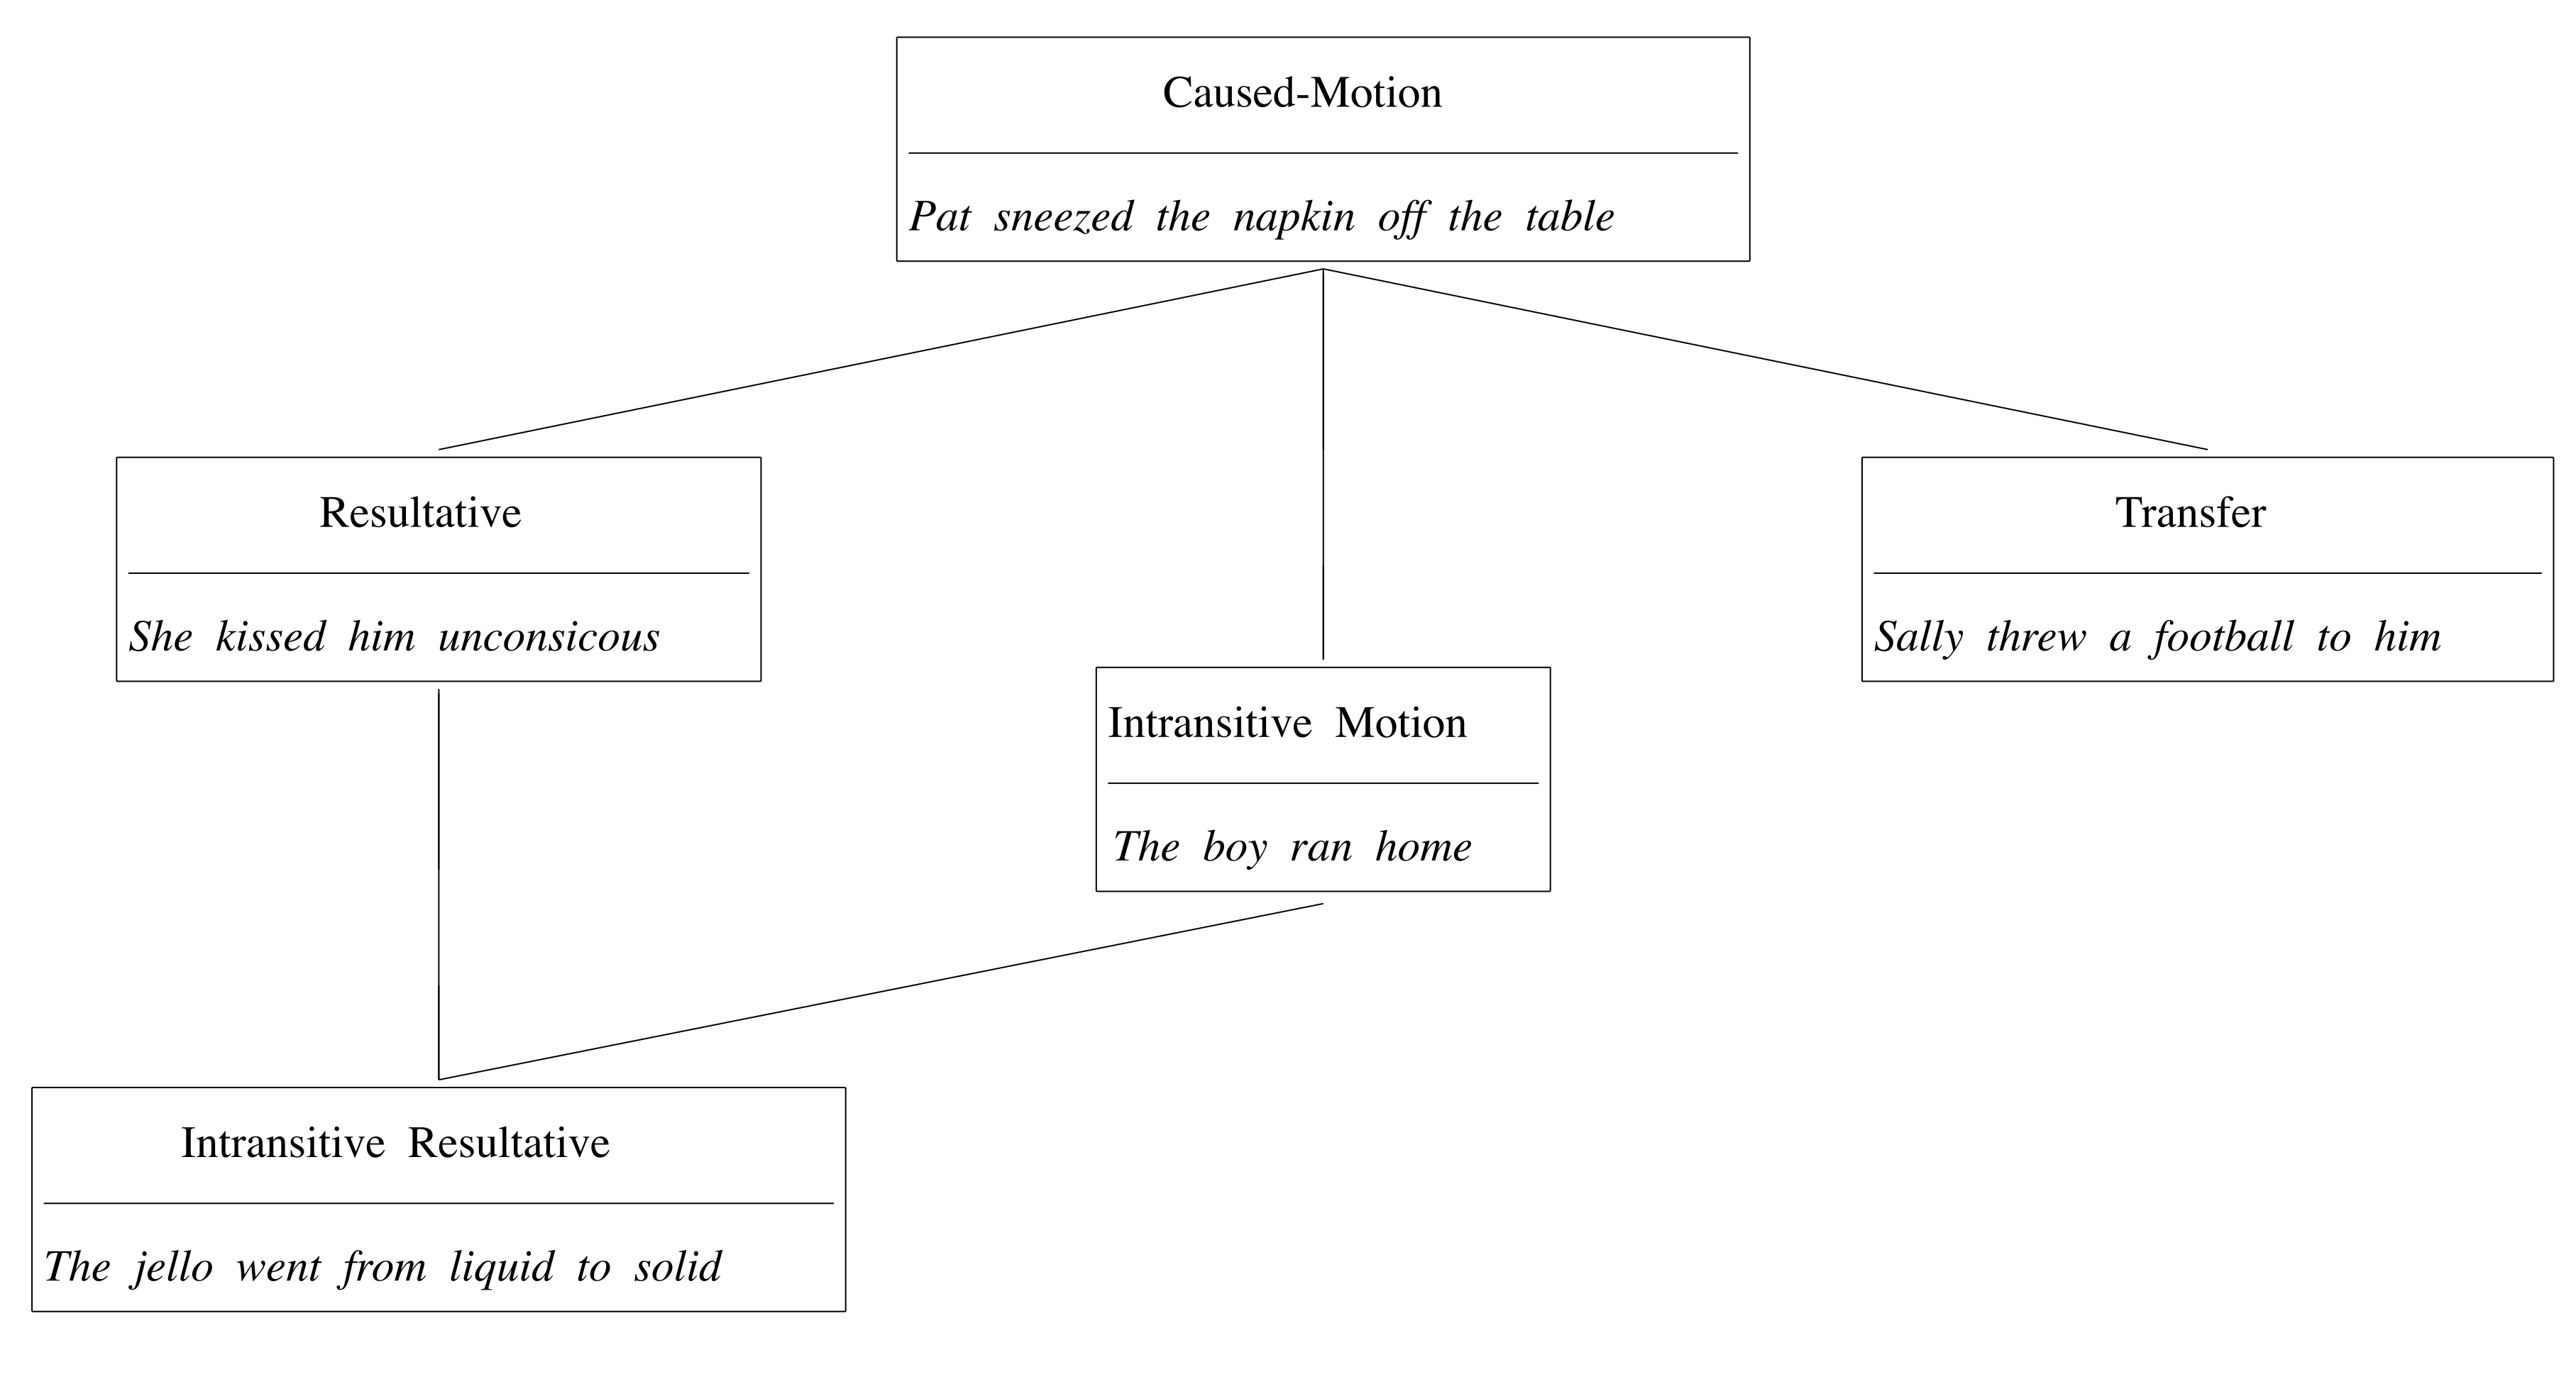 Caused-Motion
Pat sneezed the napkin off the table
Resultative
She kissed him unconsicous
Transfer
Sally threw a football to him
Intransitive Motion
The boy ran home
Intransitive Resultative
The jello went from liquid to solid